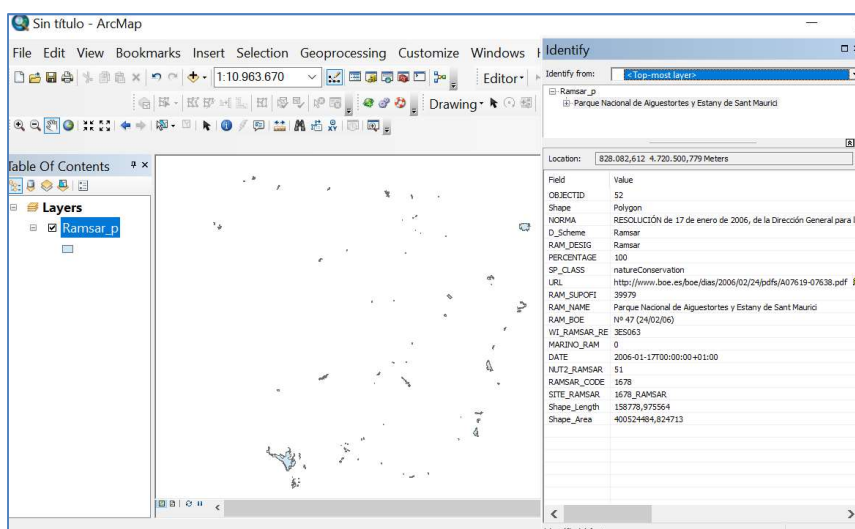 Sin título - ArcMap
File Edit View Bookmarks Insert Selection Geoprocessing Customize Windows
1:10.963.670
Editor
Drawing
Table Of Contents
Layers
Ramsar_p
Identify
Identify from: <Top-most layer>
Ramsar_p
Parque Nacional de Aiguestortes y Estany de Sant Maurici
Location: 828.082,612 4.720.500,779 Meters
Field Value
OBJECTID 52
Shape Polygon
NORMA RESOLUCIÓN de 17 de enero de 2006, de la Dirección General para l
D_Scheme Ramsar
RAM_DESIG Ramsar
PERCENTAGE 100
SP_CLASS natureConservation
URL http://www.boe.es/boe/dias/2006/02/24/pdfs/A07619-07638.pdf
RAM_SUPOFI 39979
RAM_NAME Parque Nacional de Aiguestortes y Estany de Sant Maurici
RAM_BOE Nº 47 (24/02/06)
WI_RAMSAR_RE 3ES063
MARINO_RAM 0
DATE 2006-01-17T00:00:00+01:00
NUT2_RAMSAR 51
RAMSAR_CODE 1678
SITE_RAMSAR 1678_RAMSAR
Shape_Length 158778,975564
Shape_Area 400524484,824713